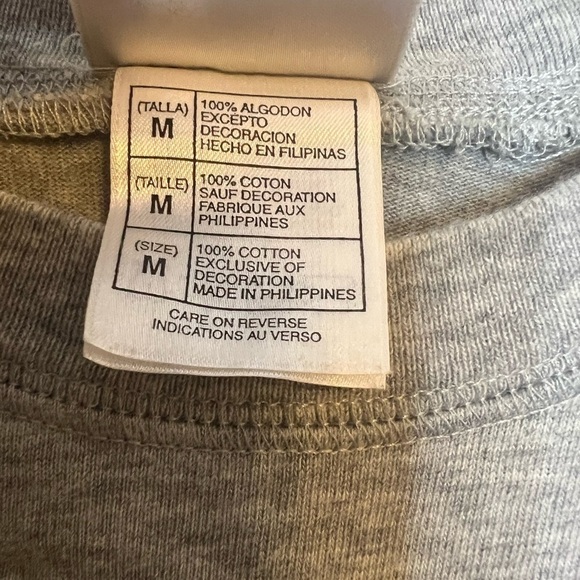 (TALLA)
M
100% ALGODON
EXCEPTO
DECORACION
HECHO EN FILIPINAS
(TAILLE)
M
100% COTON
SAUF DECORATION
FABRIQUE AUX
PHILIPPINES
(SIZE)
M
100% COTTON
EXCLUSIVE OF
DECORATION
MADE IN PHILIPPINES
CARE ON REVERSE
INDICATIONS AU VERSO